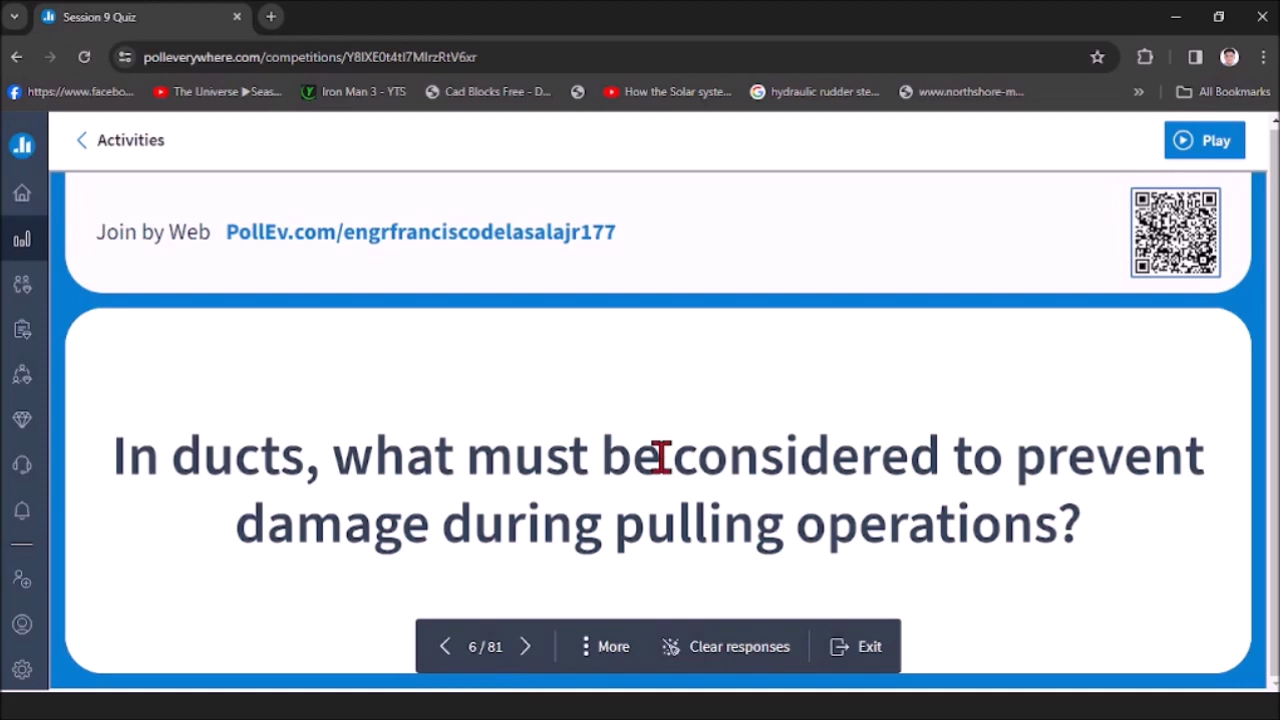 Session 9 Quiz
polleverywhere.com/competitions/Y8IXE0t4tI7MIrzRtV6xr
https://www.facebo...
The Universe ▶Seas...
Iron Man 3 - YTS
Cad Blocks Free - D...
How the Solar syste...
hydraulic rudder ste...
www.northshore-m...
»
All Bookmarks
Activities
Play
Join by Web PollEv.com/engrfranciscodelasalajr177
In ducts, what must be considered to prevent
damage during pulling operations?
6 / 81
More
Clear responses
Exit